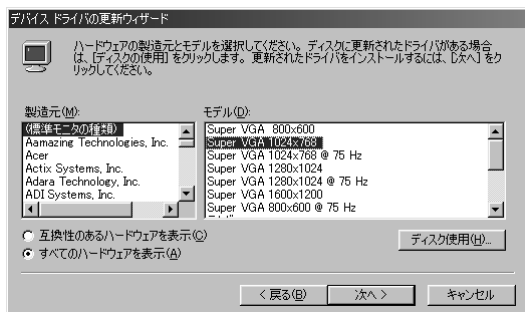 デバイス ドライバの更新ウィザード
ハードウェアの製造元とモデルを選択してください。ディスクに更新されたドライバがある場合
は、[ディスクの使用] をクリックします。更新されたドライバをインストールするには、[次へ] をク
リックしてください。
製造元(M):
(標準モニタの種類)
Aamazing Technologies, Inc.
Acer
Actix Systems, Inc.
Adara Technology, Inc.
ADI Systems, Inc.
モデル(D):
Super VGA 800x600
Super VGA 1024x768
Super VGA 1024x768 @ 75 Hz
Super VGA 1280x1024
Super VGA 1280x1024 @ 75 Hz
Super VGA 1600x1200
Super VGA 800x600 @ 75 Hz
互換性のあるハードウェアを表示(C)
すべてのハードウェアを表示(A)
ディスク使用(H)...
< 戻る(B)
次へ >
キャンセル